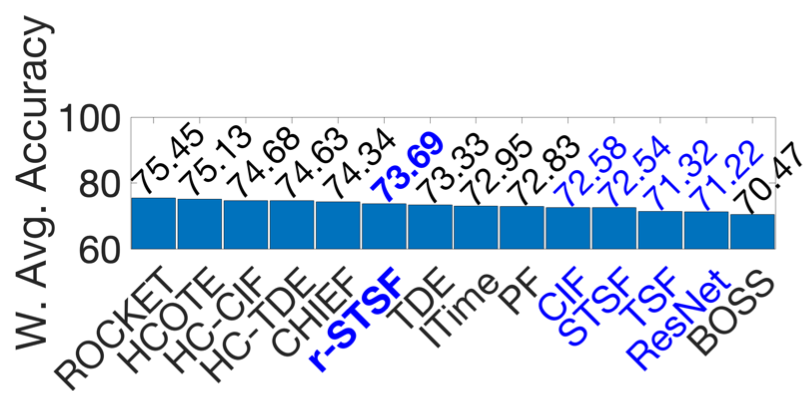 W. Avg. Accuracy
100
80
60
75.45
75.13
74.68
74.63
74.34
73.69
73.33
72.95
72.83
72.58
72.54
71.32
71.22
70.47
ROCKET
HCOTE
HC-CIF
HC-TDE
CHIEF
r-STSF
TDE
ITime
PF
CIF
STSF
TSF
ResNet
BOSS